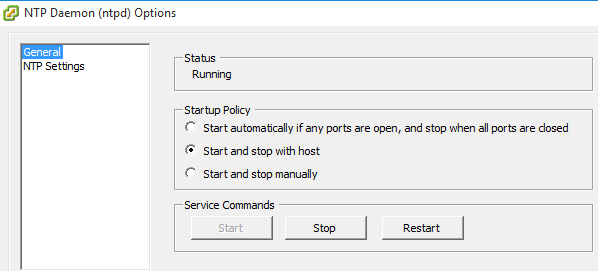 NTP Daemon (ntpd) Options
General
NTP Settings
Status
Running
Startup Policy
Start automatically if any ports are open, and stop when all ports are closed
Start and stop with host
Start and stop manually
Service Commands
Start Stop Restart